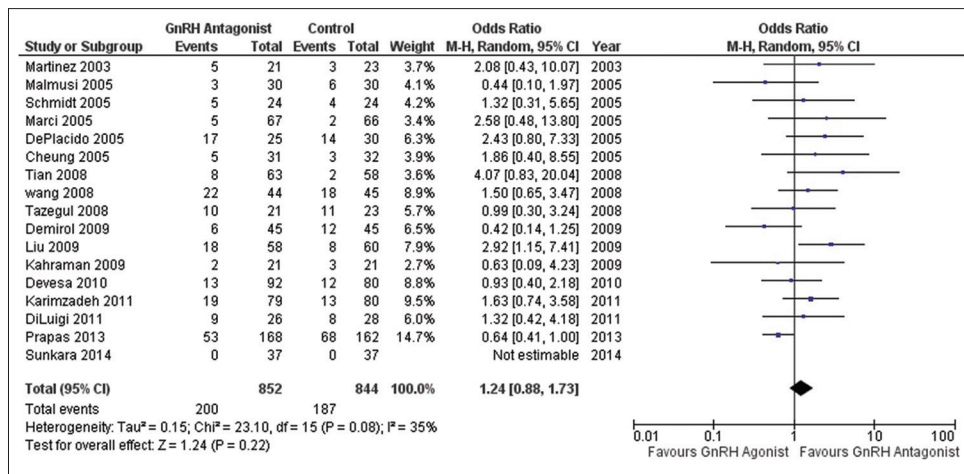 GnRH Antagonist Control Odds Ratio Odds Ratio
Study or Subgroup Events Total Events Total Weight M-H, Random, 95% CI Year M-H, Random, 95% CI
Martinez 2003 5 21 3 23 3.7% 2.08 [0.43, 10.07] 2003
Malmusi 2005 3 30 6 30 4.1% 0.44 [0.10, 1.97] 2005
Schmidt 2005 5 24 4 24 4.2% 1.32 [0.31, 5.65] 2005
Marci 2005 5 67 2 66 3.4% 2.58 [0.48, 13.80] 2005
DePlacido 2005 17 25 14 30 6.3% 2.43 [0.80, 7.33] 2005
Cheung 2005 5 31 3 32 4.0% 1.86 [0.40, 8.55] 2005
Tian 2008 8 63 2 58 3.7% 4.07 [0.83, 20.04] 2008
wang 2008 22 44 18 45 8.9% 1.50 [0.65, 3.47] 2008
Tazegul 2008 10 21 11 23 5.8% 0.99 [0.30, 3.24] 2008
Demirol 2009 6 45 12 45 6.4% 0.42 [0.14, 1.25] 2009
Liu 2009 18 58 8 60 7.9% 2.92 [1.15, 7.41] 2009
Kahraman 2009 2 21 3 21 2.8% 0.63 [0.09, 4.23] 2009
Devesa 2010 13 92 12 80 8.8% 0.93 [0.40, 2.18] 2010
Karimzadeh 2011 19 79 13 80 9.5% 1.63 [0.74, 3.58] 2011
DiLuigi 2011 9 26 8 28 6.0% 1.32 [0.42, 4.18] 2011
Prapas 2013 53 168 68 162 14.7% 0.64 [0.41, 1.00] 2013
Sunkara 2014 0 37 0 37 Not estimable 2014
Total (95% CI) 852 844 100.0% 1.24 [0.88, 1.73]
Total events 200 187
Heterogeneity: Tau² = 0.15; Chi² = 23.10, df = 15 (P = 0.08); I² = 35%
Test for overall effect: Z = 1.24 (P = 0.22)
0.01 0.1 1 10 100
Favours GnRH Agonist Favours GnRH Antagonist